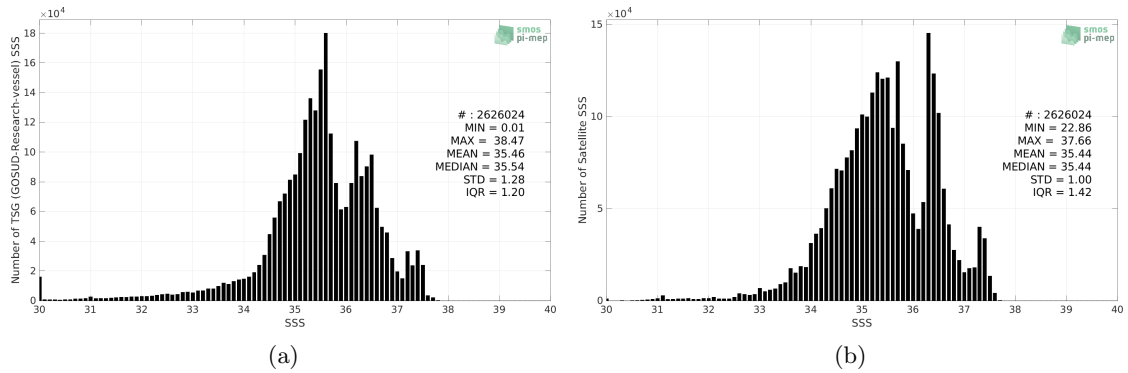 ×10⁴
18
16
14
12
10
8
6
4
2
0
Number of TSG (GOSUD-Research-vessel) SSS
smos
pi-mep
# : 2626024
MIN = 0.01
MAX = 38.47
MEAN = 35.46
MEDIAN = 35.54
STD = 1.28
IQR = 1.20
30 31 32 33 34 35 36 37 38 39 40
SSS
(a)
×10⁴
15
10
5
0
Number of Satellite SSS
smos
pi-mep
# : 2626024
MIN = 22.86
MAX = 37.66
MEAN = 35.44
MEDIAN = 35.44
STD = 1.00
IQR = 1.42
30 31 32 33 34 35 36 37 38 39 40
SSS
(b)